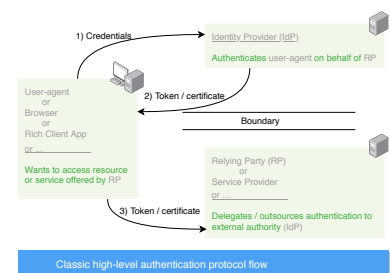 1) Credentials
Identity Provider (IdP)
Authenticates user-agent on behalf of RP
User-agent
or
Browser
or
Rich Client App
or ...
Wants to access resource
or service offered by RP
2) Token / certificate
Boundary
Relying Party (RP)
or
Service Provider
or ...
Delegates / outsources authentication to
external authority (IdP)
3) Token / certificate
Classic high-level authentication protocol flow